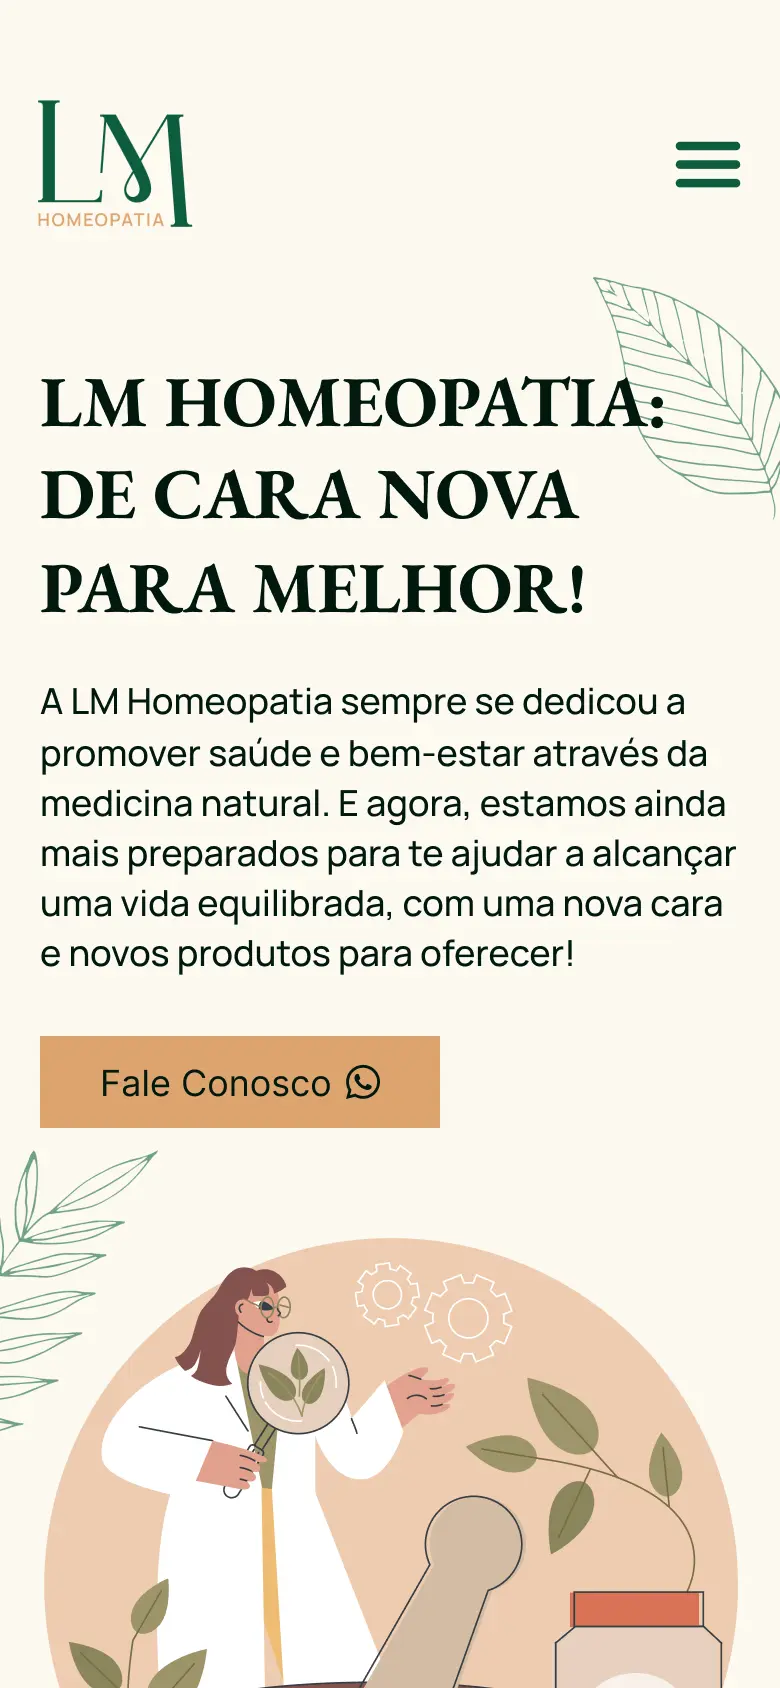 LM
HOMEOPATIA
LM HOMEOPATIA:
DE CARA NOVA
PARA MELHOR!
A LM Homeopatia sempre se dedicou a
promover saúde e bem-estar através da
medicina natural. E agora, estamos ainda
mais preparados para te ajudar a alcançar
uma vida equilibrada, com uma nova cara
e novos produtos para oferecer!
Fale Conosco